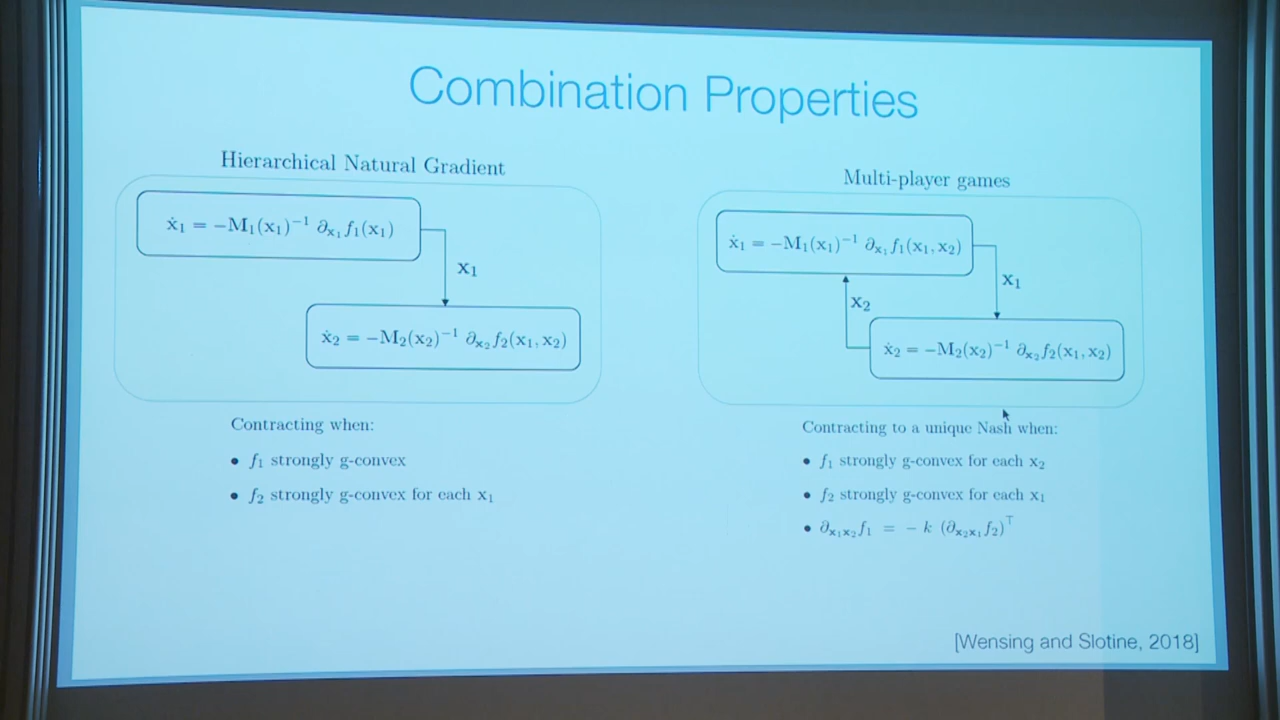 Combination Properties
Hierarchical Natural Gradient
ẋ₁ = −M₁(x₁)⁻¹ ∂ₓ₁f₁(x₁)
x₁
ẋ₂ = −M₂(x₂)⁻¹ ∂ₓ₂f₂(x₁, x₂)
Contracting when:
• f₁ strongly g-convex
• f₂ strongly g-convex for each x₁
Multi-player games
ẋ₁ = −M₁(x₁)⁻¹ ∂ₓ₁f₁(x₁, x₂)
x₁
x₂
ẋ₂ = −M₂(x₂)⁻¹ ∂ₓ₂f₂(x₁, x₂)
Contracting to a unique Nash when:
• f₁ strongly g-convex for each x₂
• f₂ strongly g-convex for each x₁
• ∂ₓ₁ₓ₂f₁ = − k (∂ₓ₂ₓ₁f₂)⊤
[Wensing and Slotine, 2018]